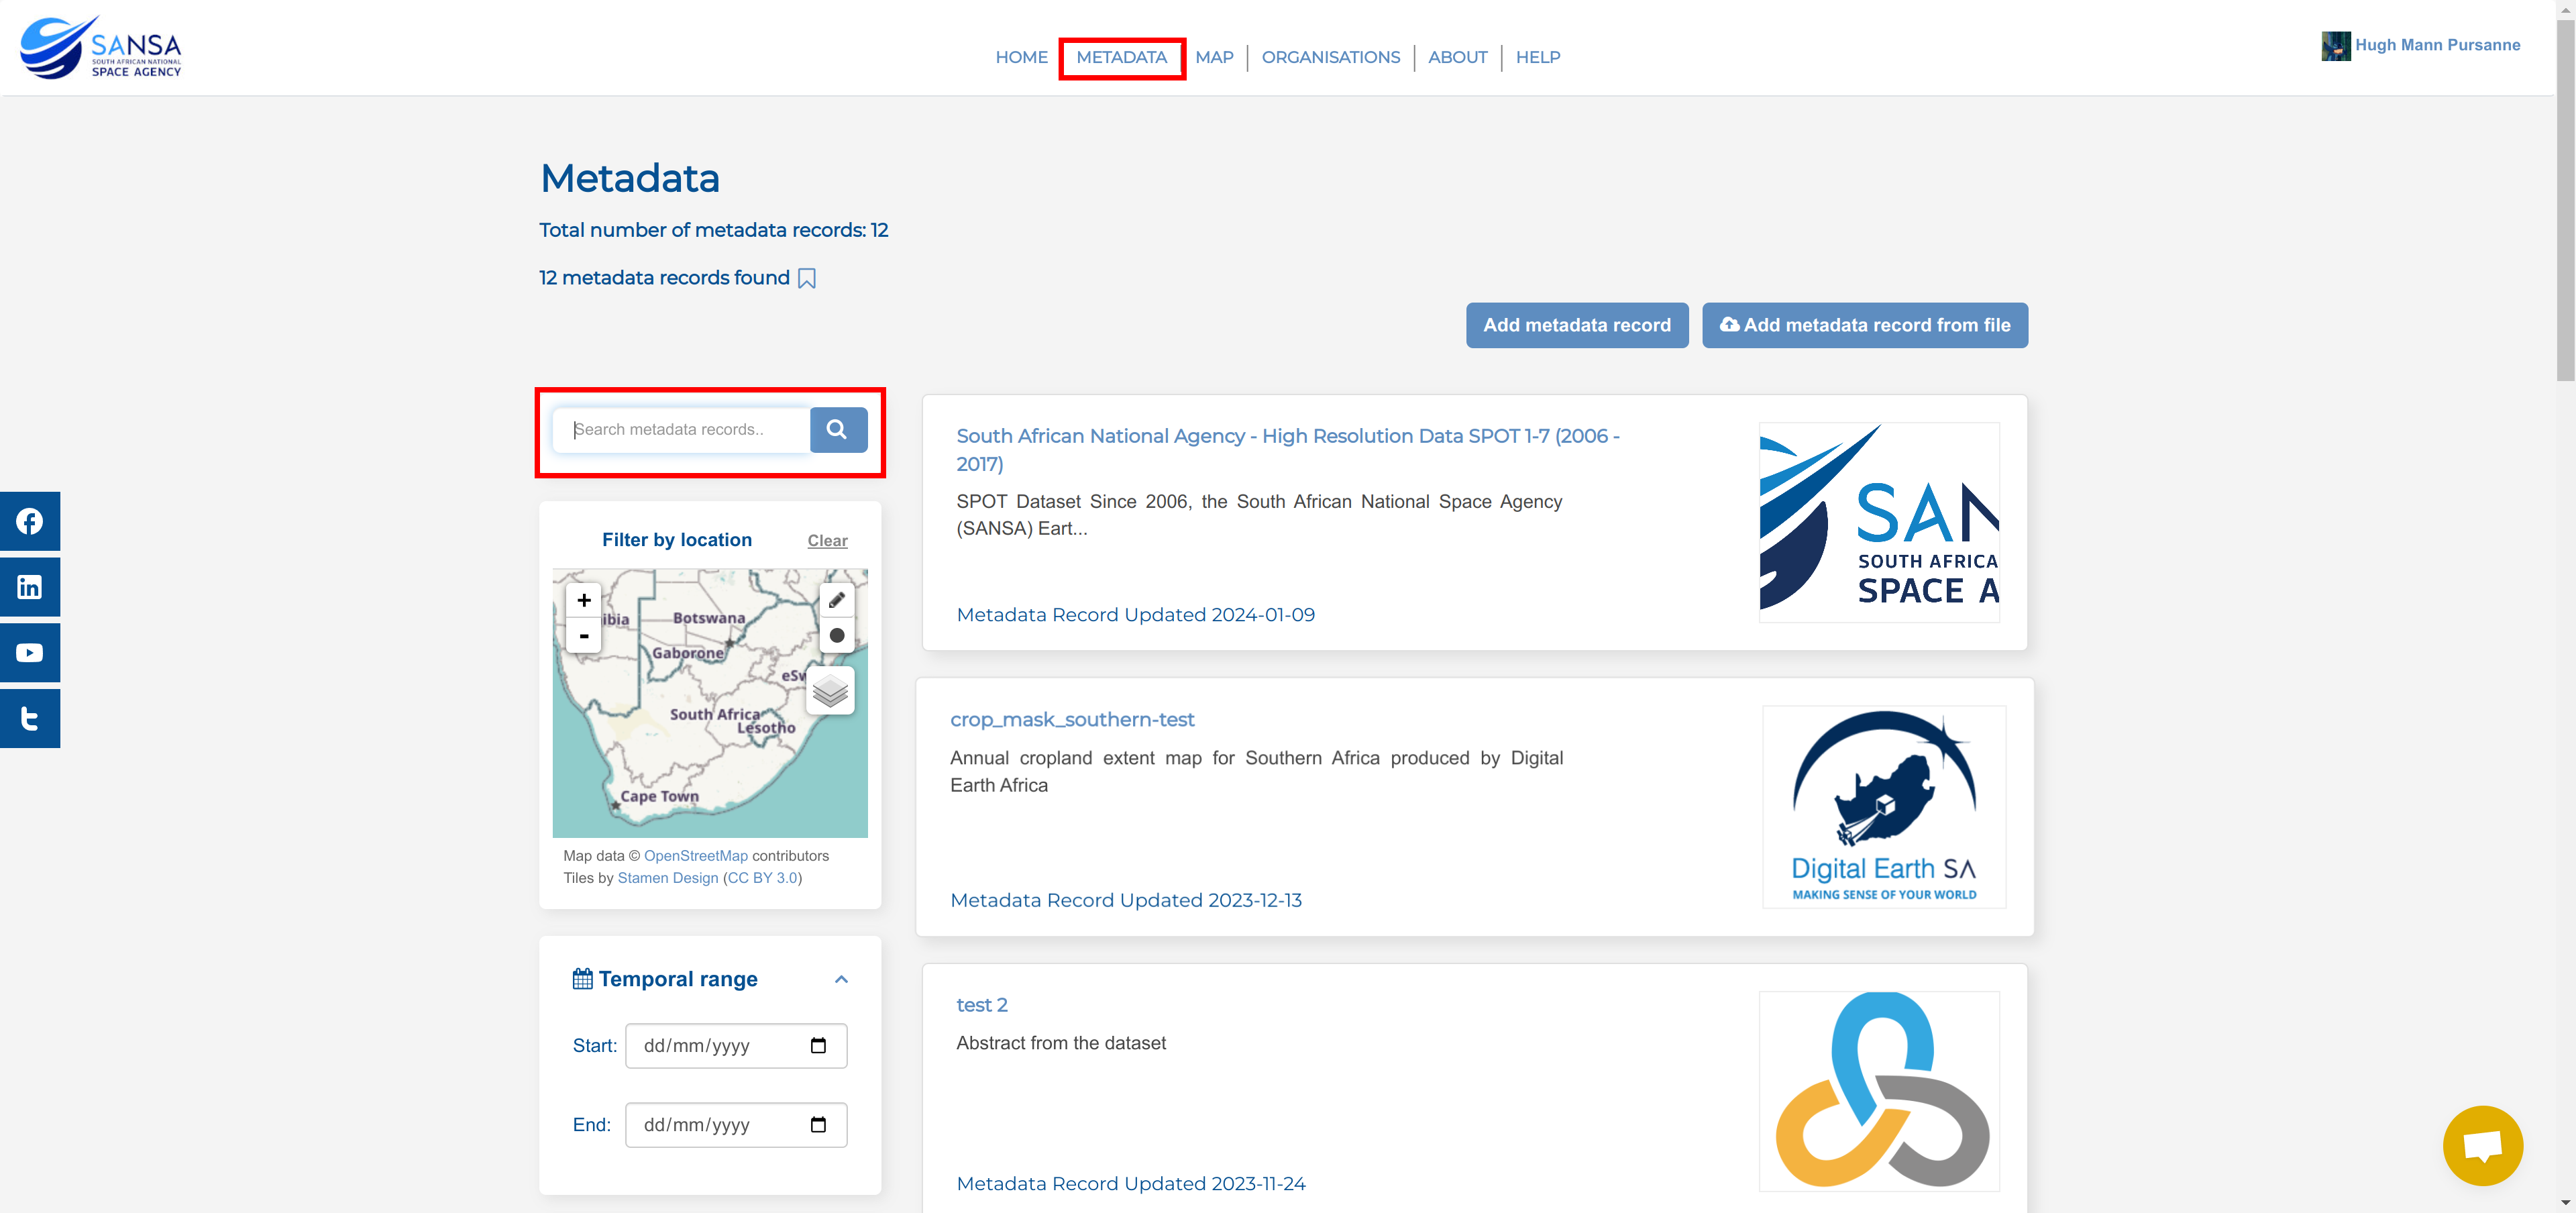 SANSA
SOUTH AFRICAN NATIONAL
SPACE AGENCY
HOME
METADATA
MAP
ORGANISATIONS
ABOUT
HELP
Hugh Mann Pursanne
Metadata
Total number of metadata records: 12
12 metadata records found
Add metadata record
Add metadata record from file
Search metadata records..
Filter by location
Clear
+
-
ibia
Botswana
Gaborone
eSw
South Africa
Lesotho
Cape Town
Map data © OpenStreetMap contributors
Tiles by Stamen Design (CC BY 3.0)
Temporal range
Start: dd/mm/yyyy
End: dd/mm/yyyy
South African National Agency - High Resolution Data SPOT 1-7 (2006 -
2017)
SPOT Dataset Since 2006, the South African National Space Agency
(SANSA) Eart...
Metadata Record Updated 2024-01-09
SAN
SOUTH AFRICA
SPACE A
crop_mask_southern-test
Annual cropland extent map for Southern Africa produced by Digital
Earth Africa
Metadata Record Updated 2023-12-13
Digital Earth SA
MAKING SENSE OF YOUR WORLD
test 2
Abstract from the dataset
Metadata Record Updated 2023-11-24